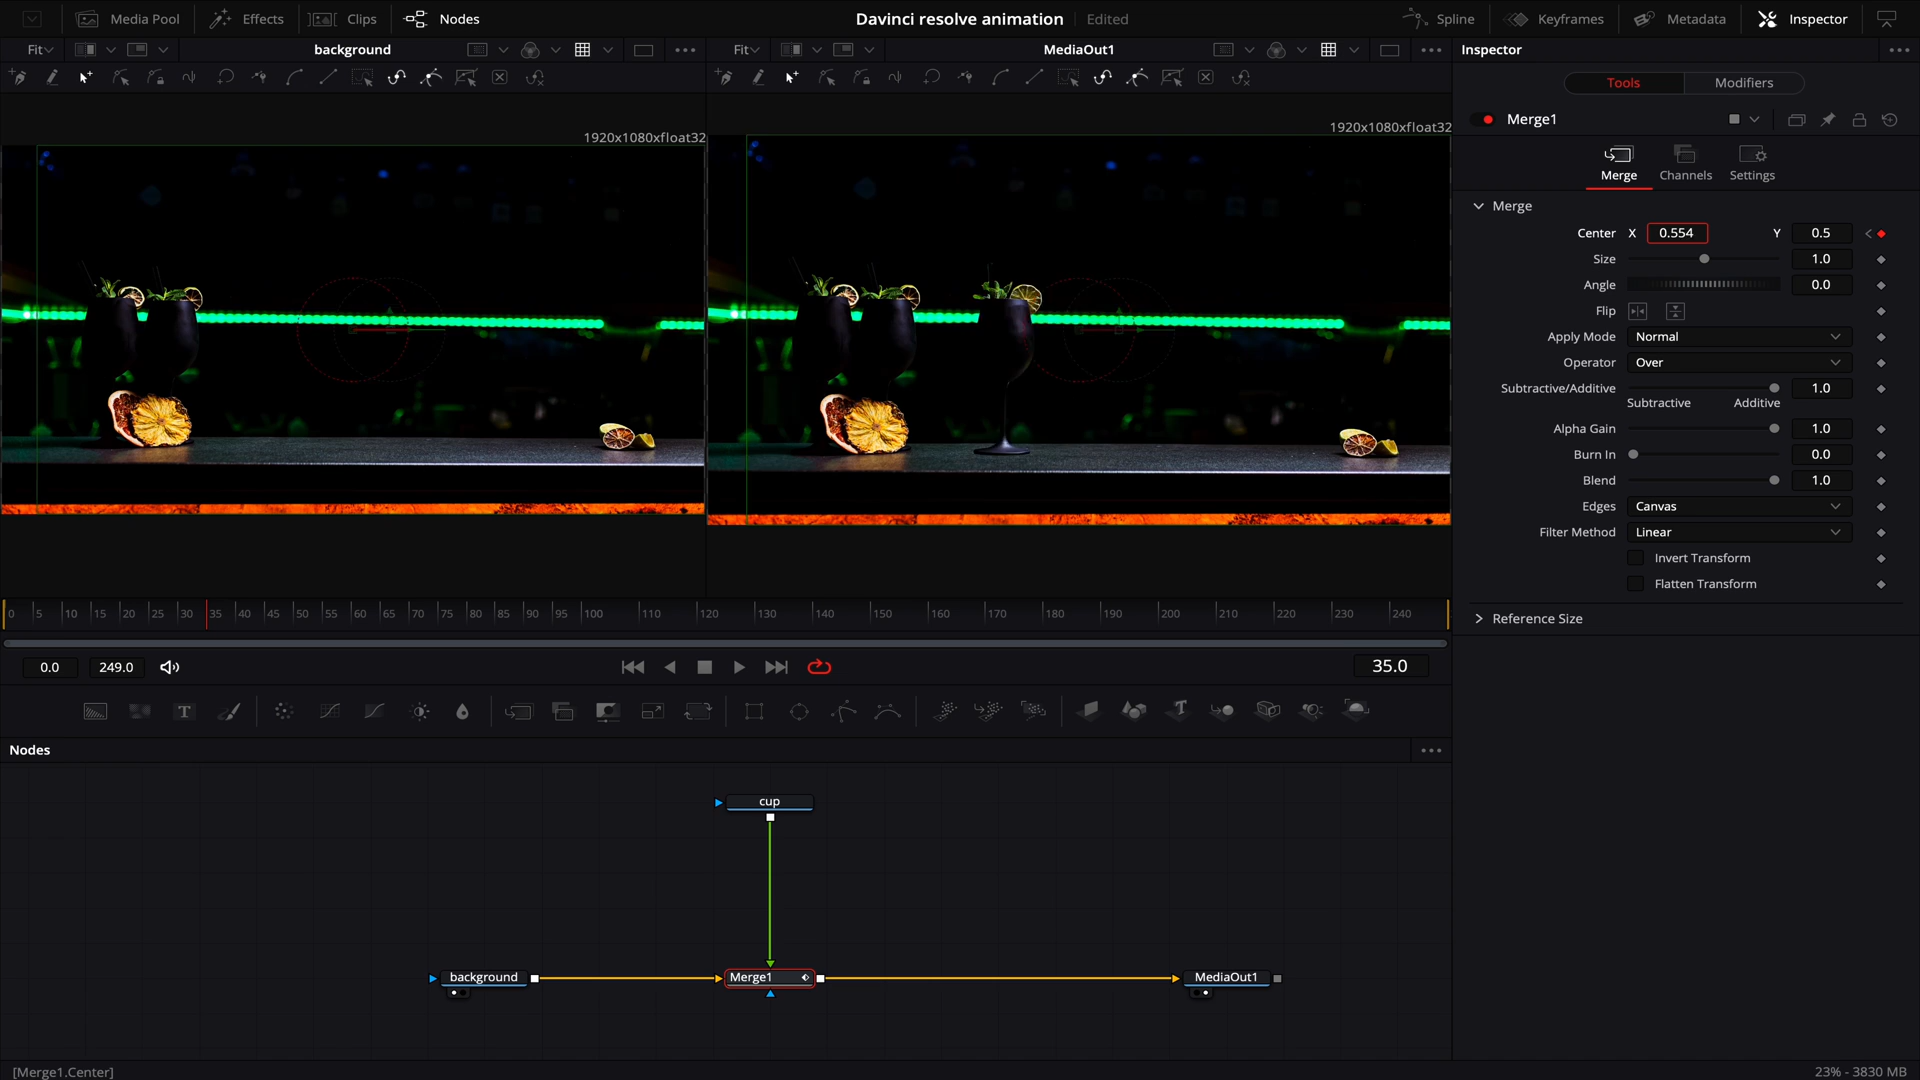 Media Pool Effects Clips Nodes Davinci resolve animation Edited Spline Keyframes Metadata Inspector
Fit background Fit MediaOut1 Inspector
Tools Modifiers
Merge1
1920x1080xfloat32 1920x1080xfloat32
Merge Channels Settings
Merge
Center X 0.554 Y 0.5
Size 1.0
Angle 0.0
Flip
Apply Mode Normal
Operator Over
Subtractive/Additive 1.0
Subtractive Additive
Alpha Gain 1.0
Burn In 0.0
Blend 1.0
Edges Canvas
Filter Method Linear
Invert Transform
Flatten Transform
Reference Size
0 5 10 15 20 25 30 35 40 45 50 55 60 65 70 75 80 85 90 95 100 110 120 130 140 150 160 170 180 190 200 210 220 230 240
0.0 249.0 35.0
T
Nodes
cup
background Merge1 MediaOut1
[Merge1.Center] 23% - 3830 MB